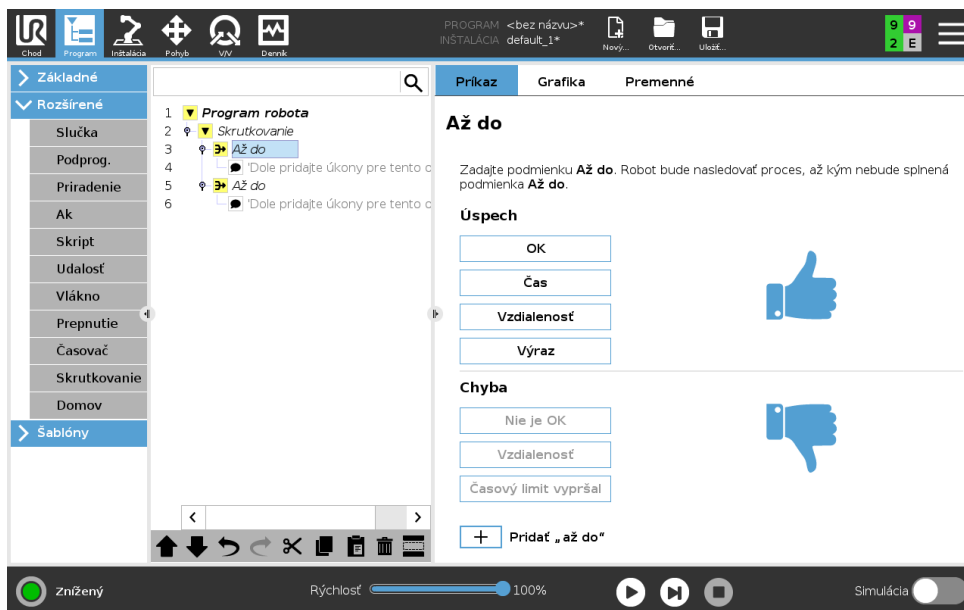 UR
PROGRAM <bez názvu>*
INŠTALÁCIA default_1*
Chod Program Inštalácia Pohyb V/V Denník
Nový... Otvoriť... Uložiť...
9 9
2 E
Základné
Rozšírené
Slučka
Podprog.
Priradenie
Ak
Skript
Udalosť
Vlákno
Prepnutie
Časovač
Skrutkovanie
Domov
Šablóny
1 Program robota
2 Skrutkovanie
3 Až do
4 'Dole pridajte úkony pre tento o
5 Až do
6 'Dole pridajte úkony pre tento o
Príkaz Grafika Premenné
Až do
Zadajte podmienku Až do. Robot bude nasledovať proces, až kým nebude splnená
podmienka Až do.
Úspech
OK
Čas
Vzdialenosť
Výraz
Chyba
Nie je OK
Vzdialenosť
Časový limit vypršal
Pridať „až do“
Znížený
Rýchlosť 100%
Simulácia